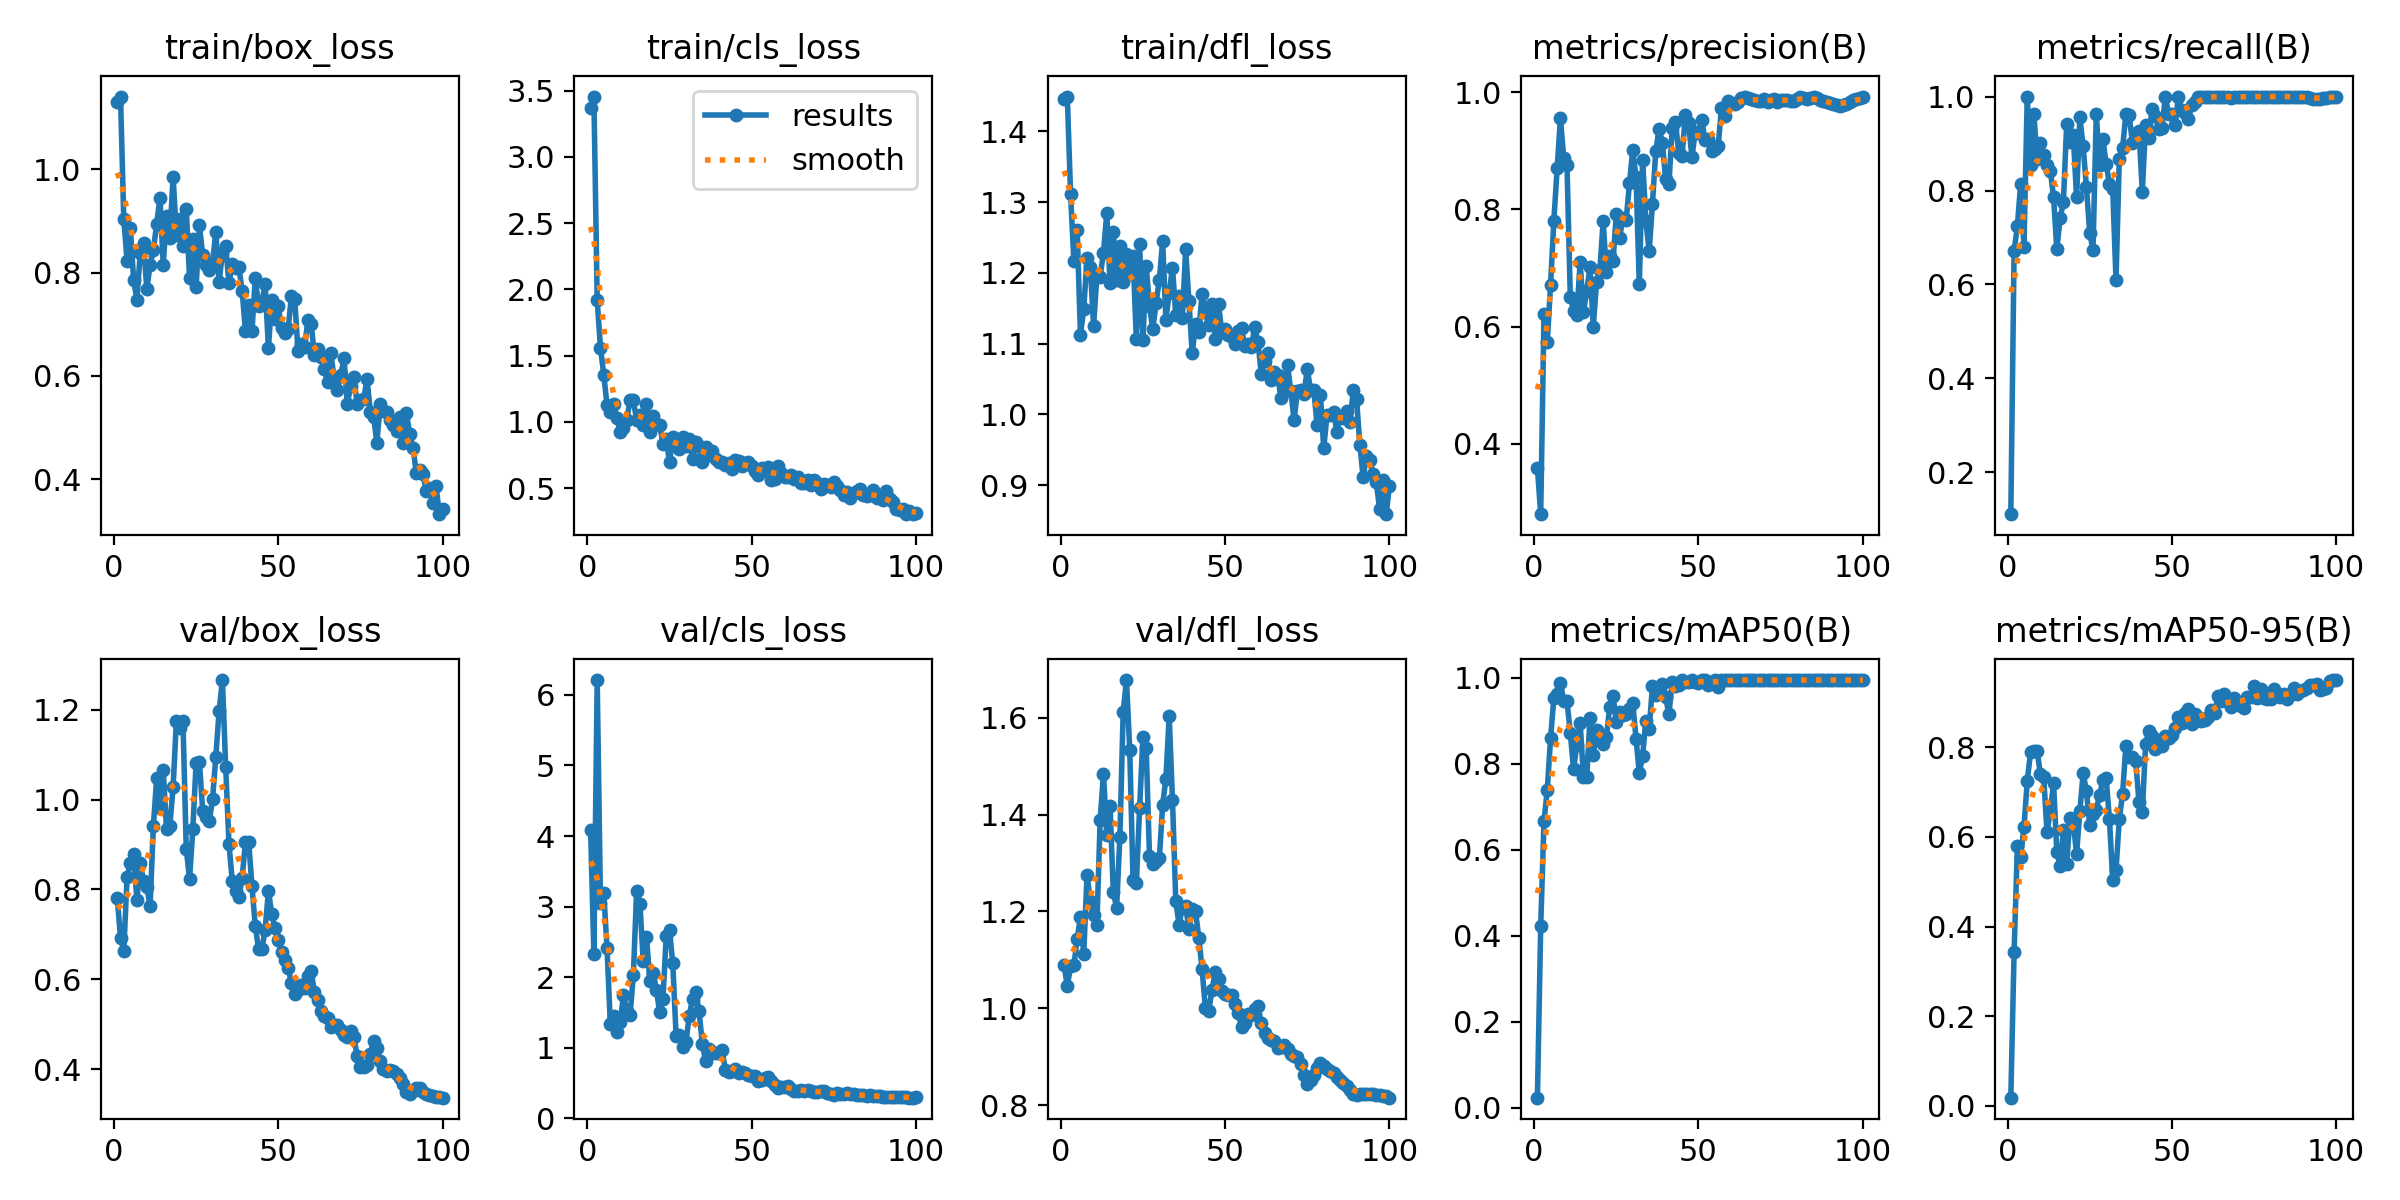 train/box_loss
train/cls_loss
train/dfl_loss
metrics/precision(B)
metrics/recall(B)
1.0
0.8
0.6
0.4
0 50 100
3.5
3.0
2.5
2.0
1.5
1.0
0.5
results
smooth
0 50 100
1.4
1.3
1.2
1.1
1.0
0.9
0 50 100
1.0
0.8
0.6
0.4
0 50 100
1.0
0.8
0.6
0.4
0.2
0 50 100
val/box_loss
val/cls_loss
val/dfl_loss
metrics/mAP50(B)
metrics/mAP50-95(B)
1.2
1.0
0.8
0.6
0.4
0 50 100
6
5
4
3
2
1
0
0 50 100
1.6
1.4
1.2
1.0
0.8
0 50 100
1.0
0.8
0.6
0.4
0.2
0.0
0 50 100
0.8
0.6
0.4
0.2
0.0
0 50 100